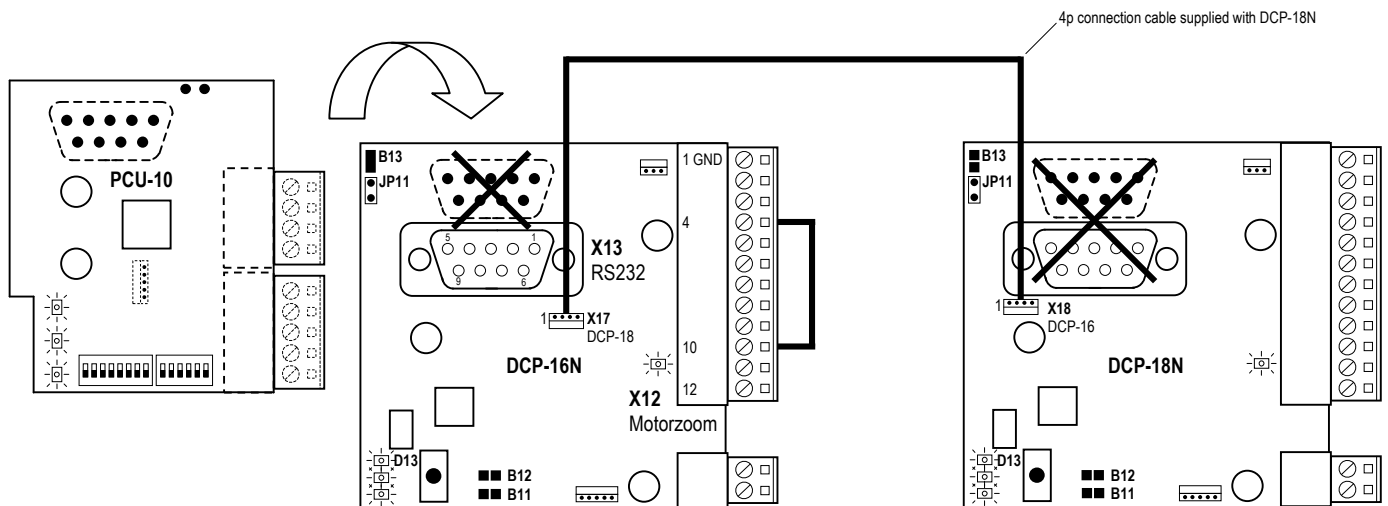 4p connection cable supplied with DCP-18N
PCU-10
B13
JP11
1 GND
4
10
12
5
1
9
6
X13
RS232
1
X17
DCP-18
DCP-16N
X12
Motorzoom
D13
B12
B11
B13
JP11
1
X18
DCP-16
DCP-18N
D13
B12
B11